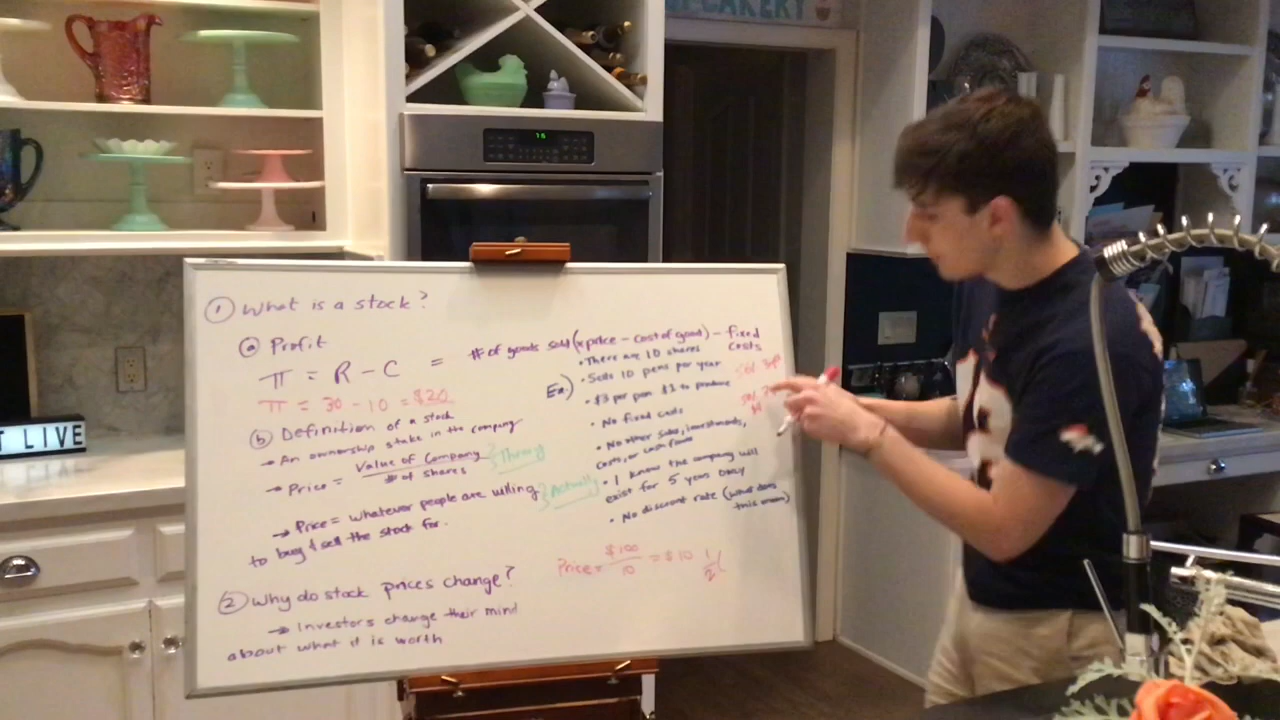 CAKERY
16
T LIVE
① What is a stock?
ⓐ Profit
π = R - C = # of goods sold (price - cost of good) - fixed costs
π = 30 - 10 = $20
ⓑ Definition of a stock
→ An ownership stake in the company
→ Price = Value of Company / # of shares } Theory
→ Price = whatever people are willing } Actually
to buy & sell the stock for.
② Why do stock prices change?
→ Investors change their mind
about what it is worth
Ex)
• There are 10 shares
• Sells 10 pens per year
• $3 per pen $1 to produce
• No fixed costs
• No other sales, investments,
costs, or cash flows
• I know the company will
exist for 5 years only
• No discount rate (what does
this mean)
Price = $100 / 10 = $10 1/2